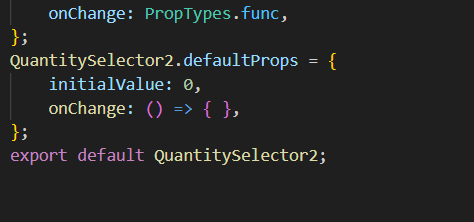 onChange: PropTypes.func,
};
QuantitySelector2.defaultProps = {
    initialValue: 0,
    onChange: () => { },
};
export default QuantitySelector2;